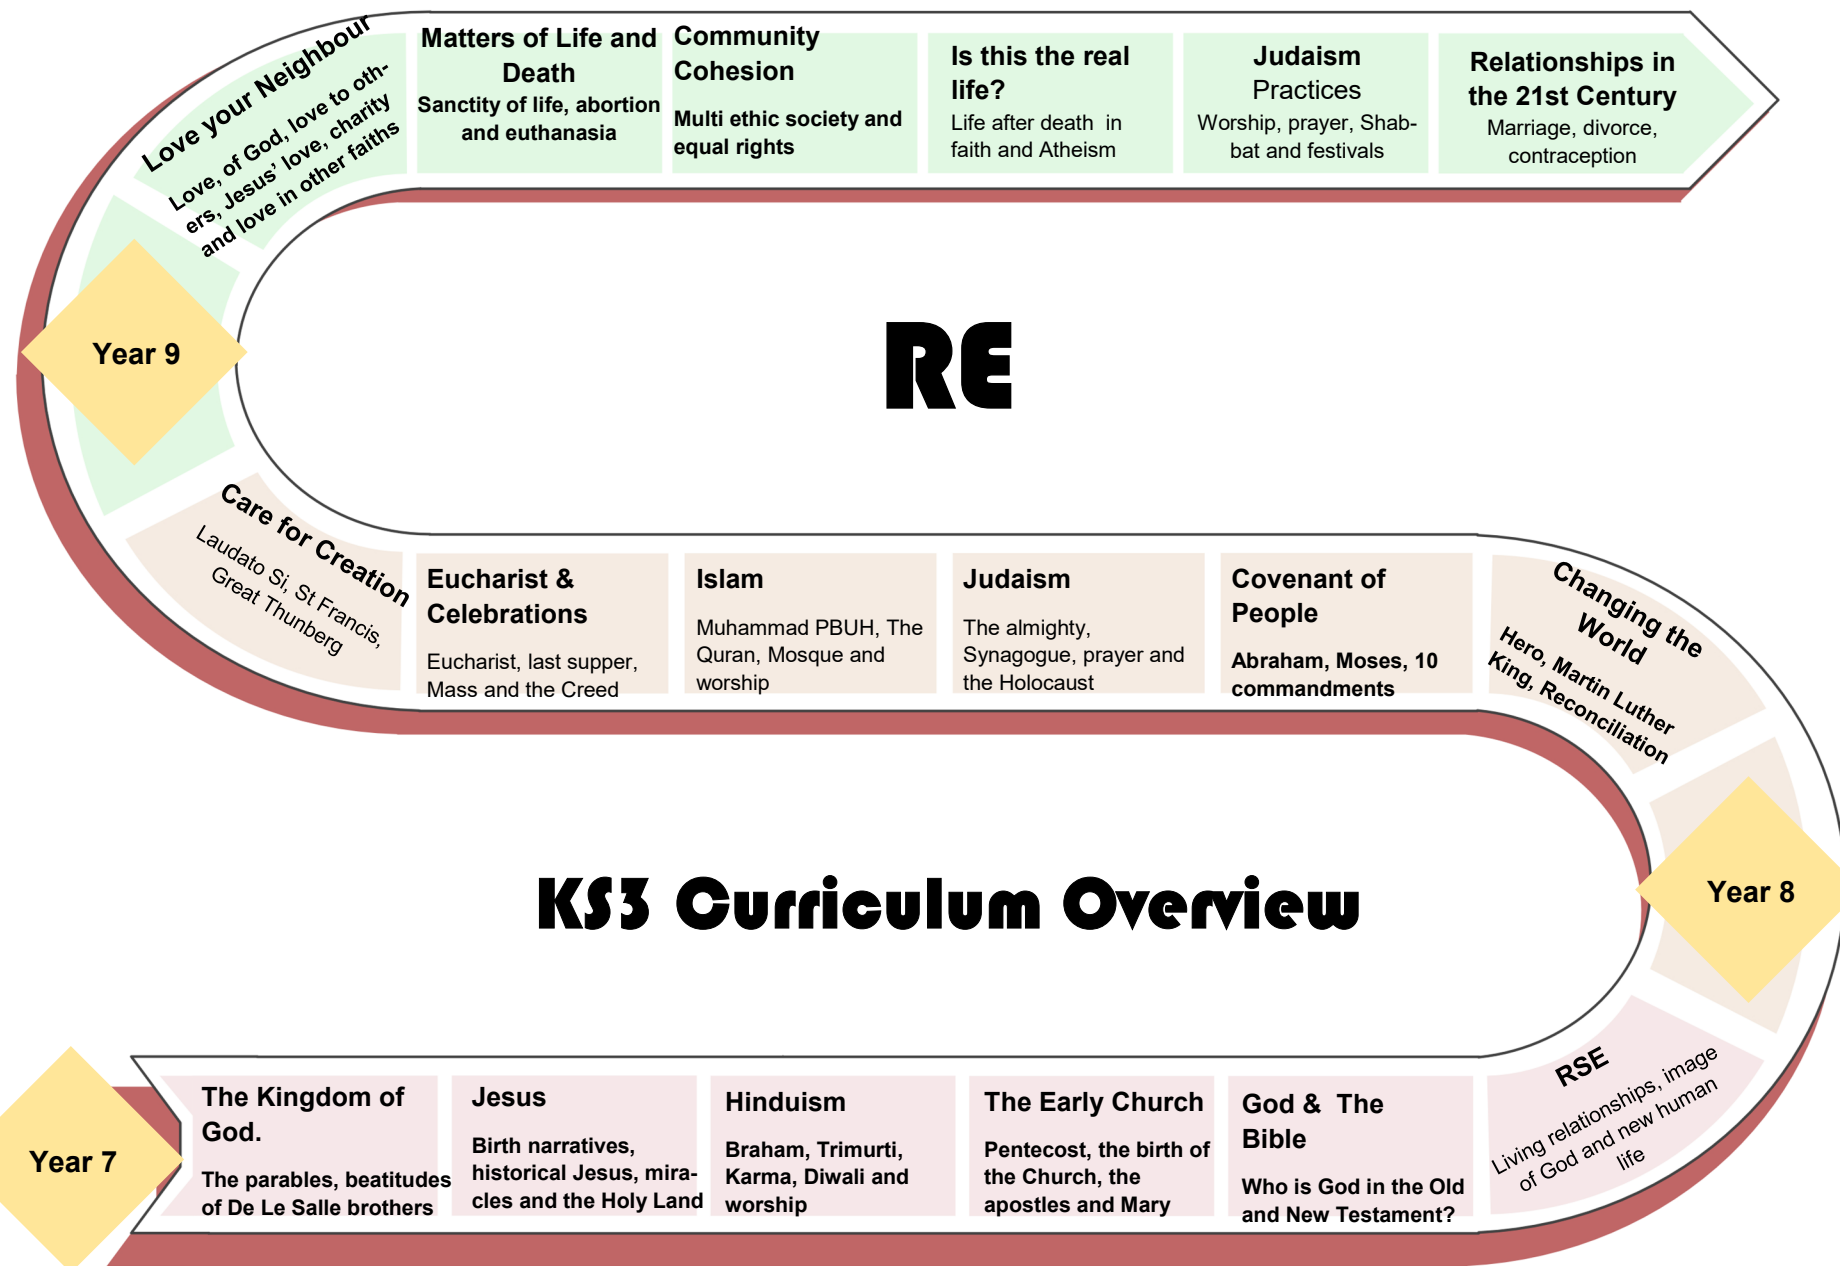 Love your Neighbour
Love, of God, love to oth-
ers, Jesus’ love, charity
and love in other faiths
Matters of Life and
Death
Sanctity of life, abortion
and euthanasia
Community
Cohesion
Multi ethic society and
equal rights
Is this the real
life?
Life after death in
faith and Atheism
Judaism
Practices
Worship, prayer, Shab-
bat and festivals
Relationships in
the 21st Century
Marriage, divorce,
contraception
Year 9
RE
Care for Creation
Laudato Si, St Francis,
Great Thunberg
Eucharist &
Celebrations
Eucharist, last supper,
Mass and the Creed
Islam
Muhammad PBUH, The
Quran, Mosque and
worship
Judaism
The almighty,
Synagogue, prayer and
the Holocaust
Covenant of
People
Abraham, Moses, 10
commandments
Changing the
World
Hero, Martin Luther
King, Reconciliation
Year 8
KS3 Curriculum Overview
Year 7
The Kingdom of
God.
The parables, beatitudes
of De Le Salle brothers
Jesus
Birth narratives,
historical Jesus, mira-
cles and the Holy Land
Hinduism
Braham, Trimurti,
Karma, Diwali and
worship
The Early Church
Pentecost, the birth of
the Church, the
apostles and Mary
God & The
Bible
Who is God in the Old
and New Testament?
RSE
Living relationships, image
of God and new human
life